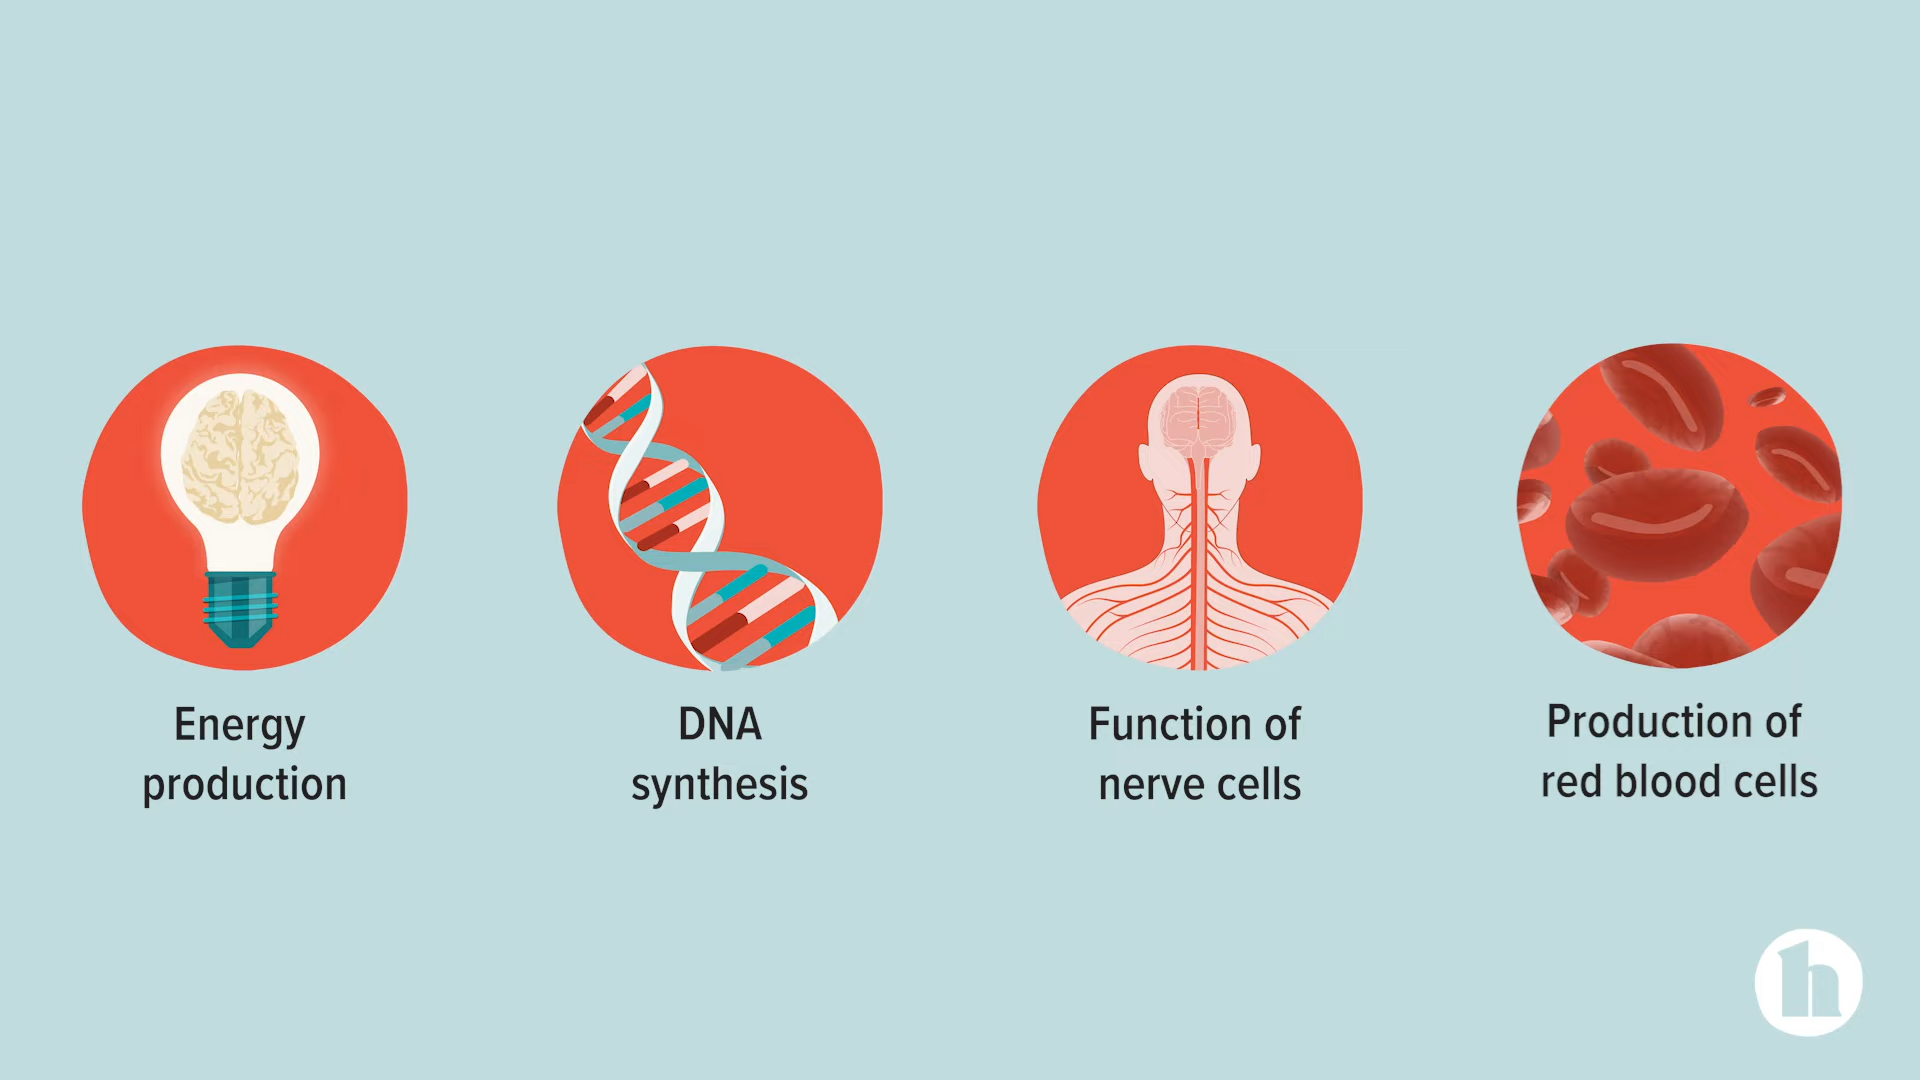 Energy
production
DNA
synthesis
Function of
nerve cells
Production of
red blood cells
h